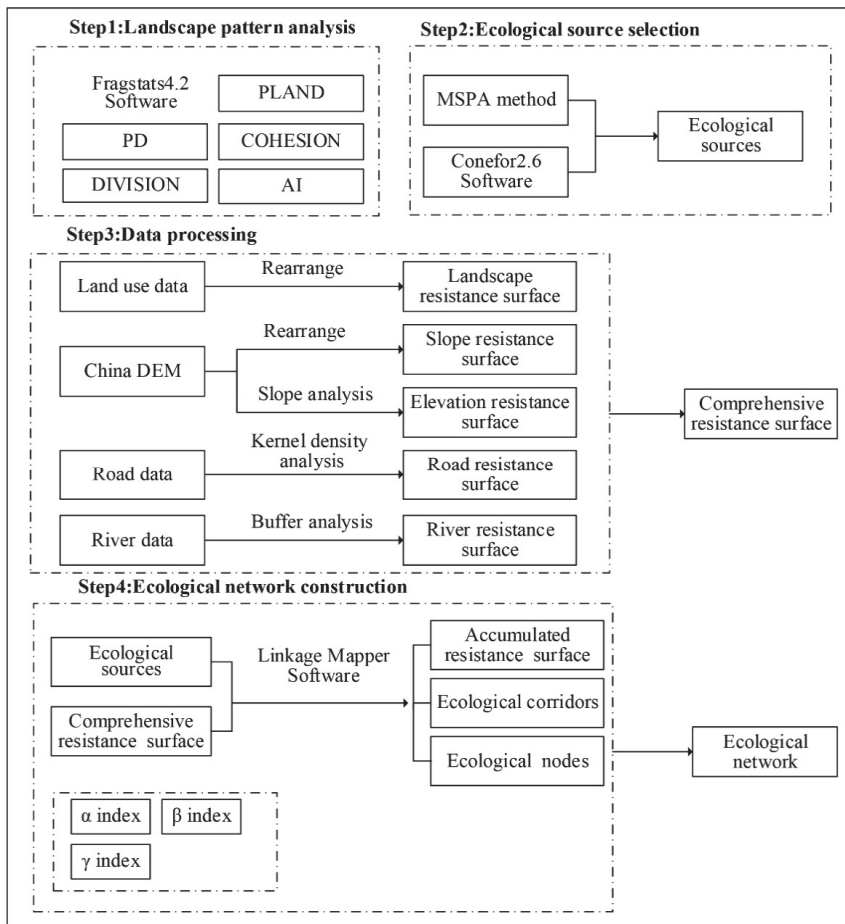 Step1:Landscape pattern analysis
Fragstats4.2
Software
PLAND
PD
COHESION
DIVISION
AI
Step2:Ecological source selection
MSPA method
Conefor2.6
Software
Ecological
sources
Step3:Data processing
Land use data
Rearrange
Landscape
resistance surface
China DEM
Rearrange
Slope resistance
surface
Slope analysis
Elevation resistance
surface
Road data
Kernel density
analysis
Road resistance
surface
River data
Buffer analysis
River resistance
surface
Comprehensive
resistance surface
Step4:Ecological network construction
Ecological
sources
Comprehensive
resistance surface
Linkage Mapper
Software
Accumulated
resistance surface
Ecological corridors
Ecological nodes
Ecological
network
α index
β index
γ index